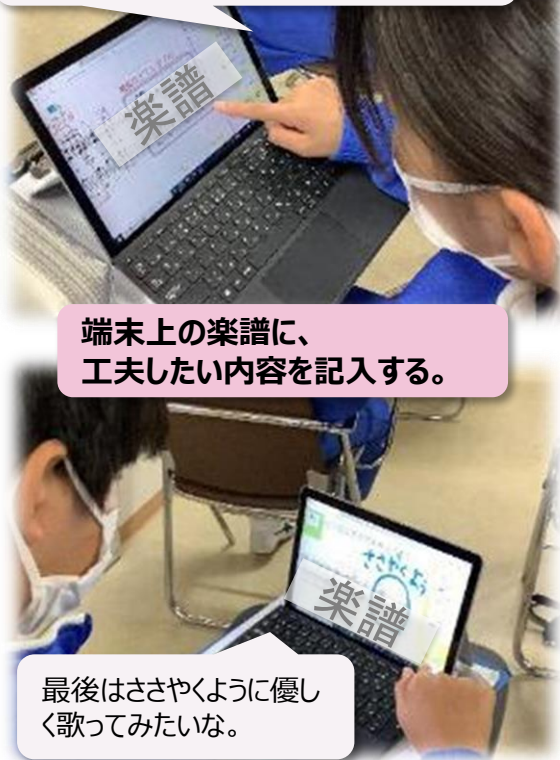 楽譜
端末上の楽譜に、
工夫したい内容を記入する。
ささやくよう
楽譜
最後はささやくように優し
く歌ってみたいな。